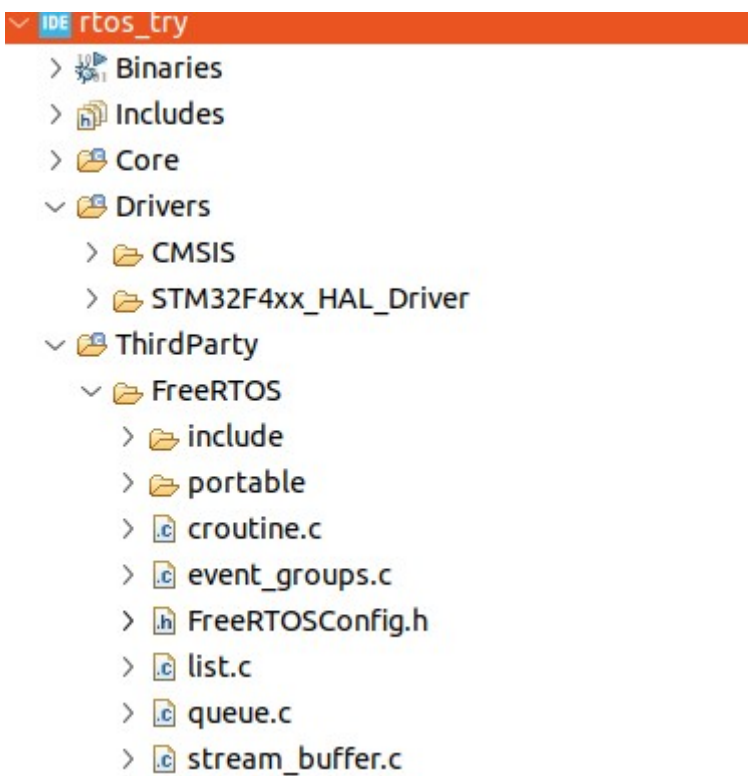 IDE rtos_try
Binaries
Includes
Core
Drivers
CMSIS
STM32F4xx_HAL_Driver
ThirdParty
FreeRTOS
include
portable
.c croutine.c
.c event_groups.c
.h FreeRTOSConfig.h
.c list.c
.c queue.c
.c stream_buffer.c